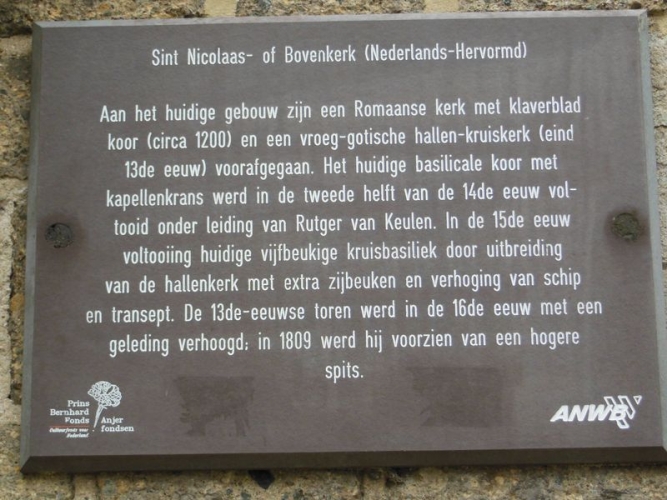 Sint Nicolaas- of Bovenkerk (Nederlands-Hervormd)
Aan het huidige gebouw zijn een Romaanse kerk met klaverblad
koor (circa 1200) en een vroeg-gotische hallen-kruiskerk (eind
13de eeuw) voorafgegaan. Het huidige basilicale koor met
kapellenkrans werd in de tweede helft van de 14de eeuw vol-
tooid onder leiding van Rutger van Keulen. In de 15de eeuw
voltooiing huidige vijfbeukige kruisbasiliek door uitbreiding
van de hallenkerk met extra zijbeuken en verhoging van schip
en transept. De 13de-eeuwse toren werd in de 16de eeuw met een
geleding verhoogd; in 1809 werd hij voorzien van een hogere
spits.
Prins
Bernhard
Fonds
Cultuurfonds voor
Nederland
Anjer
fondsen
ANWB